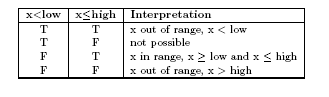 x<low x≤high Interpretation
T T x out of range, x < low
T F not possible
F T x in range, x ≥ low and x ≤ high
F F x out of range, x > high